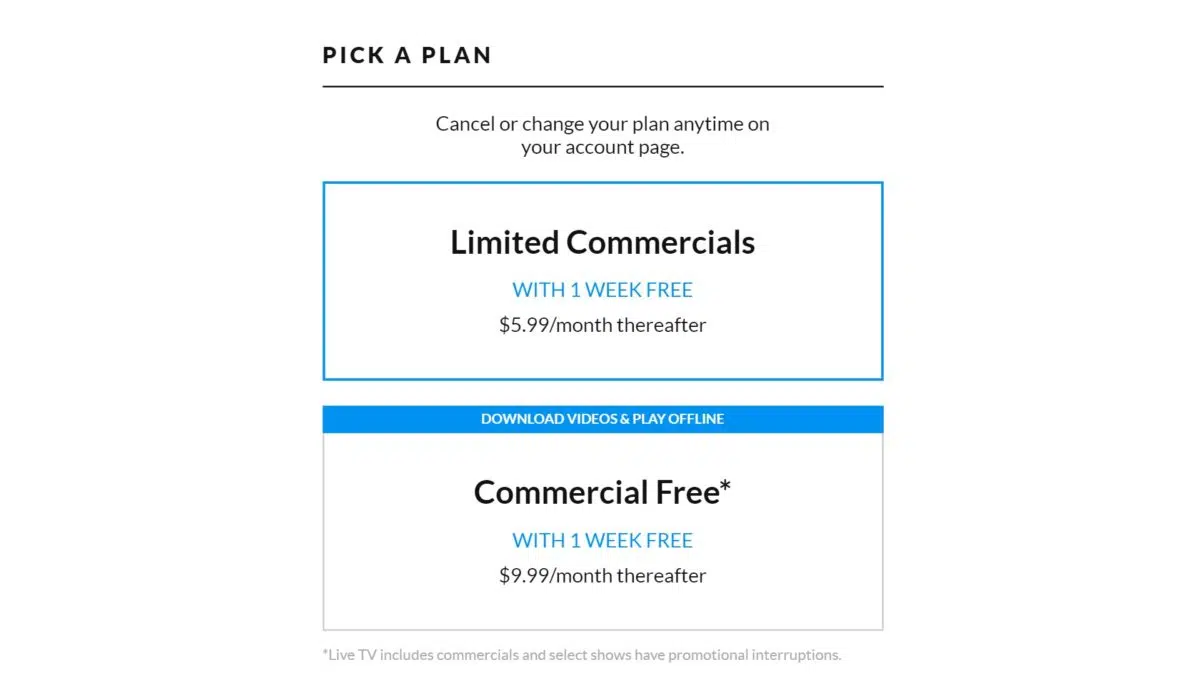 PICK A PLAN
Cancel or change your plan anytime on
your account page.
Limited Commercials
WITH 1 WEEK FREE
$5.99/month thereafter
DOWNLOAD VIDEOS & PLAY OFFLINE
Commercial Free*
WITH 1 WEEK FREE
$9.99/month thereafter
*Live TV includes commercials and select shows have promotional interruptions.